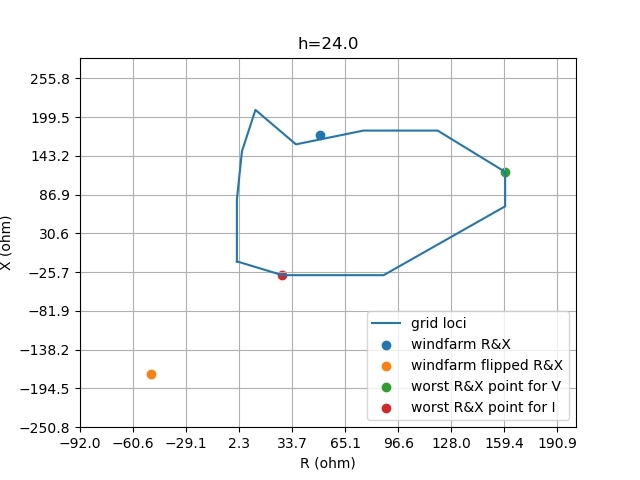 h=24.0
255.8
199.5
143.2
86.9
30.6
−25.7
−81.9
−138.2
−194.5
−250.8
X (ohm)
−92.0 −60.6 −29.1 2.3 33.7 65.1 96.6 128.0 159.4 190.9
R (ohm)
grid loci
windfarm R&X
windfarm flipped R&X
worst R&X point for V
worst R&X point for I